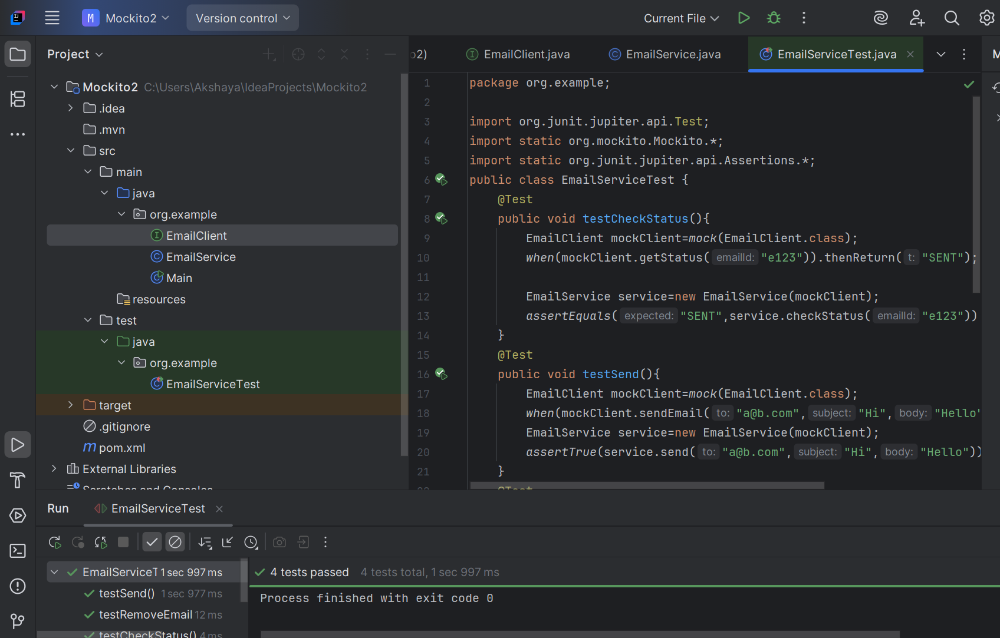 M Mockito2 Version control Current File
Project
o2) EmailClient.java EmailService.java EmailServiceTest.java
Mockito2 C:\Users\Akshaya\IdeaProjects\Mockito2
.idea
.mvn
src
main
java
org.example
EmailClient
EmailService
Main
resources
test
java
org.example
EmailServiceTest
target
.gitignore
pom.xml
External Libraries
Scratches and Consoles
1 package org.example;
2
3 import org.junit.jupiter.api.Test;
4 import static org.mockito.Mockito.*;
5 import static org.junit.jupiter.api.Assertions.*;
6 public class EmailServiceTest {
7 @Test
8 public void testCheckStatus(){
9 EmailClient mockClient=mock(EmailClient.class);
10 when(mockClient.getStatus( emailId: "e123")).thenReturn( t: "SENT");
11
12 EmailService service=new EmailService(mockClient);
13 assertEquals( expected: "SENT",service.checkStatus( emailId: "e123"))
14 }
15 @Test
16 public void testSend(){
17 EmailClient mockClient=mock(EmailClient.class);
18 when(mockClient.sendEmail( to: "a@b.com", subject: "Hi", body: "Hello"
19 EmailService service=new EmailService(mockClient);
20 assertTrue(service.send( to: "a@b.com", subject: "Hi", body: "Hello"))
21 }
22 @Test
Run EmailServiceTest
EmailServiceT 1 sec 997 ms
testSend() 1 sec 977 ms
testRemoveEmail 12 ms
testCheckStatus() 4 ms
4 tests passed 4 tests total, 1 sec 997 ms
Process finished with exit code 0